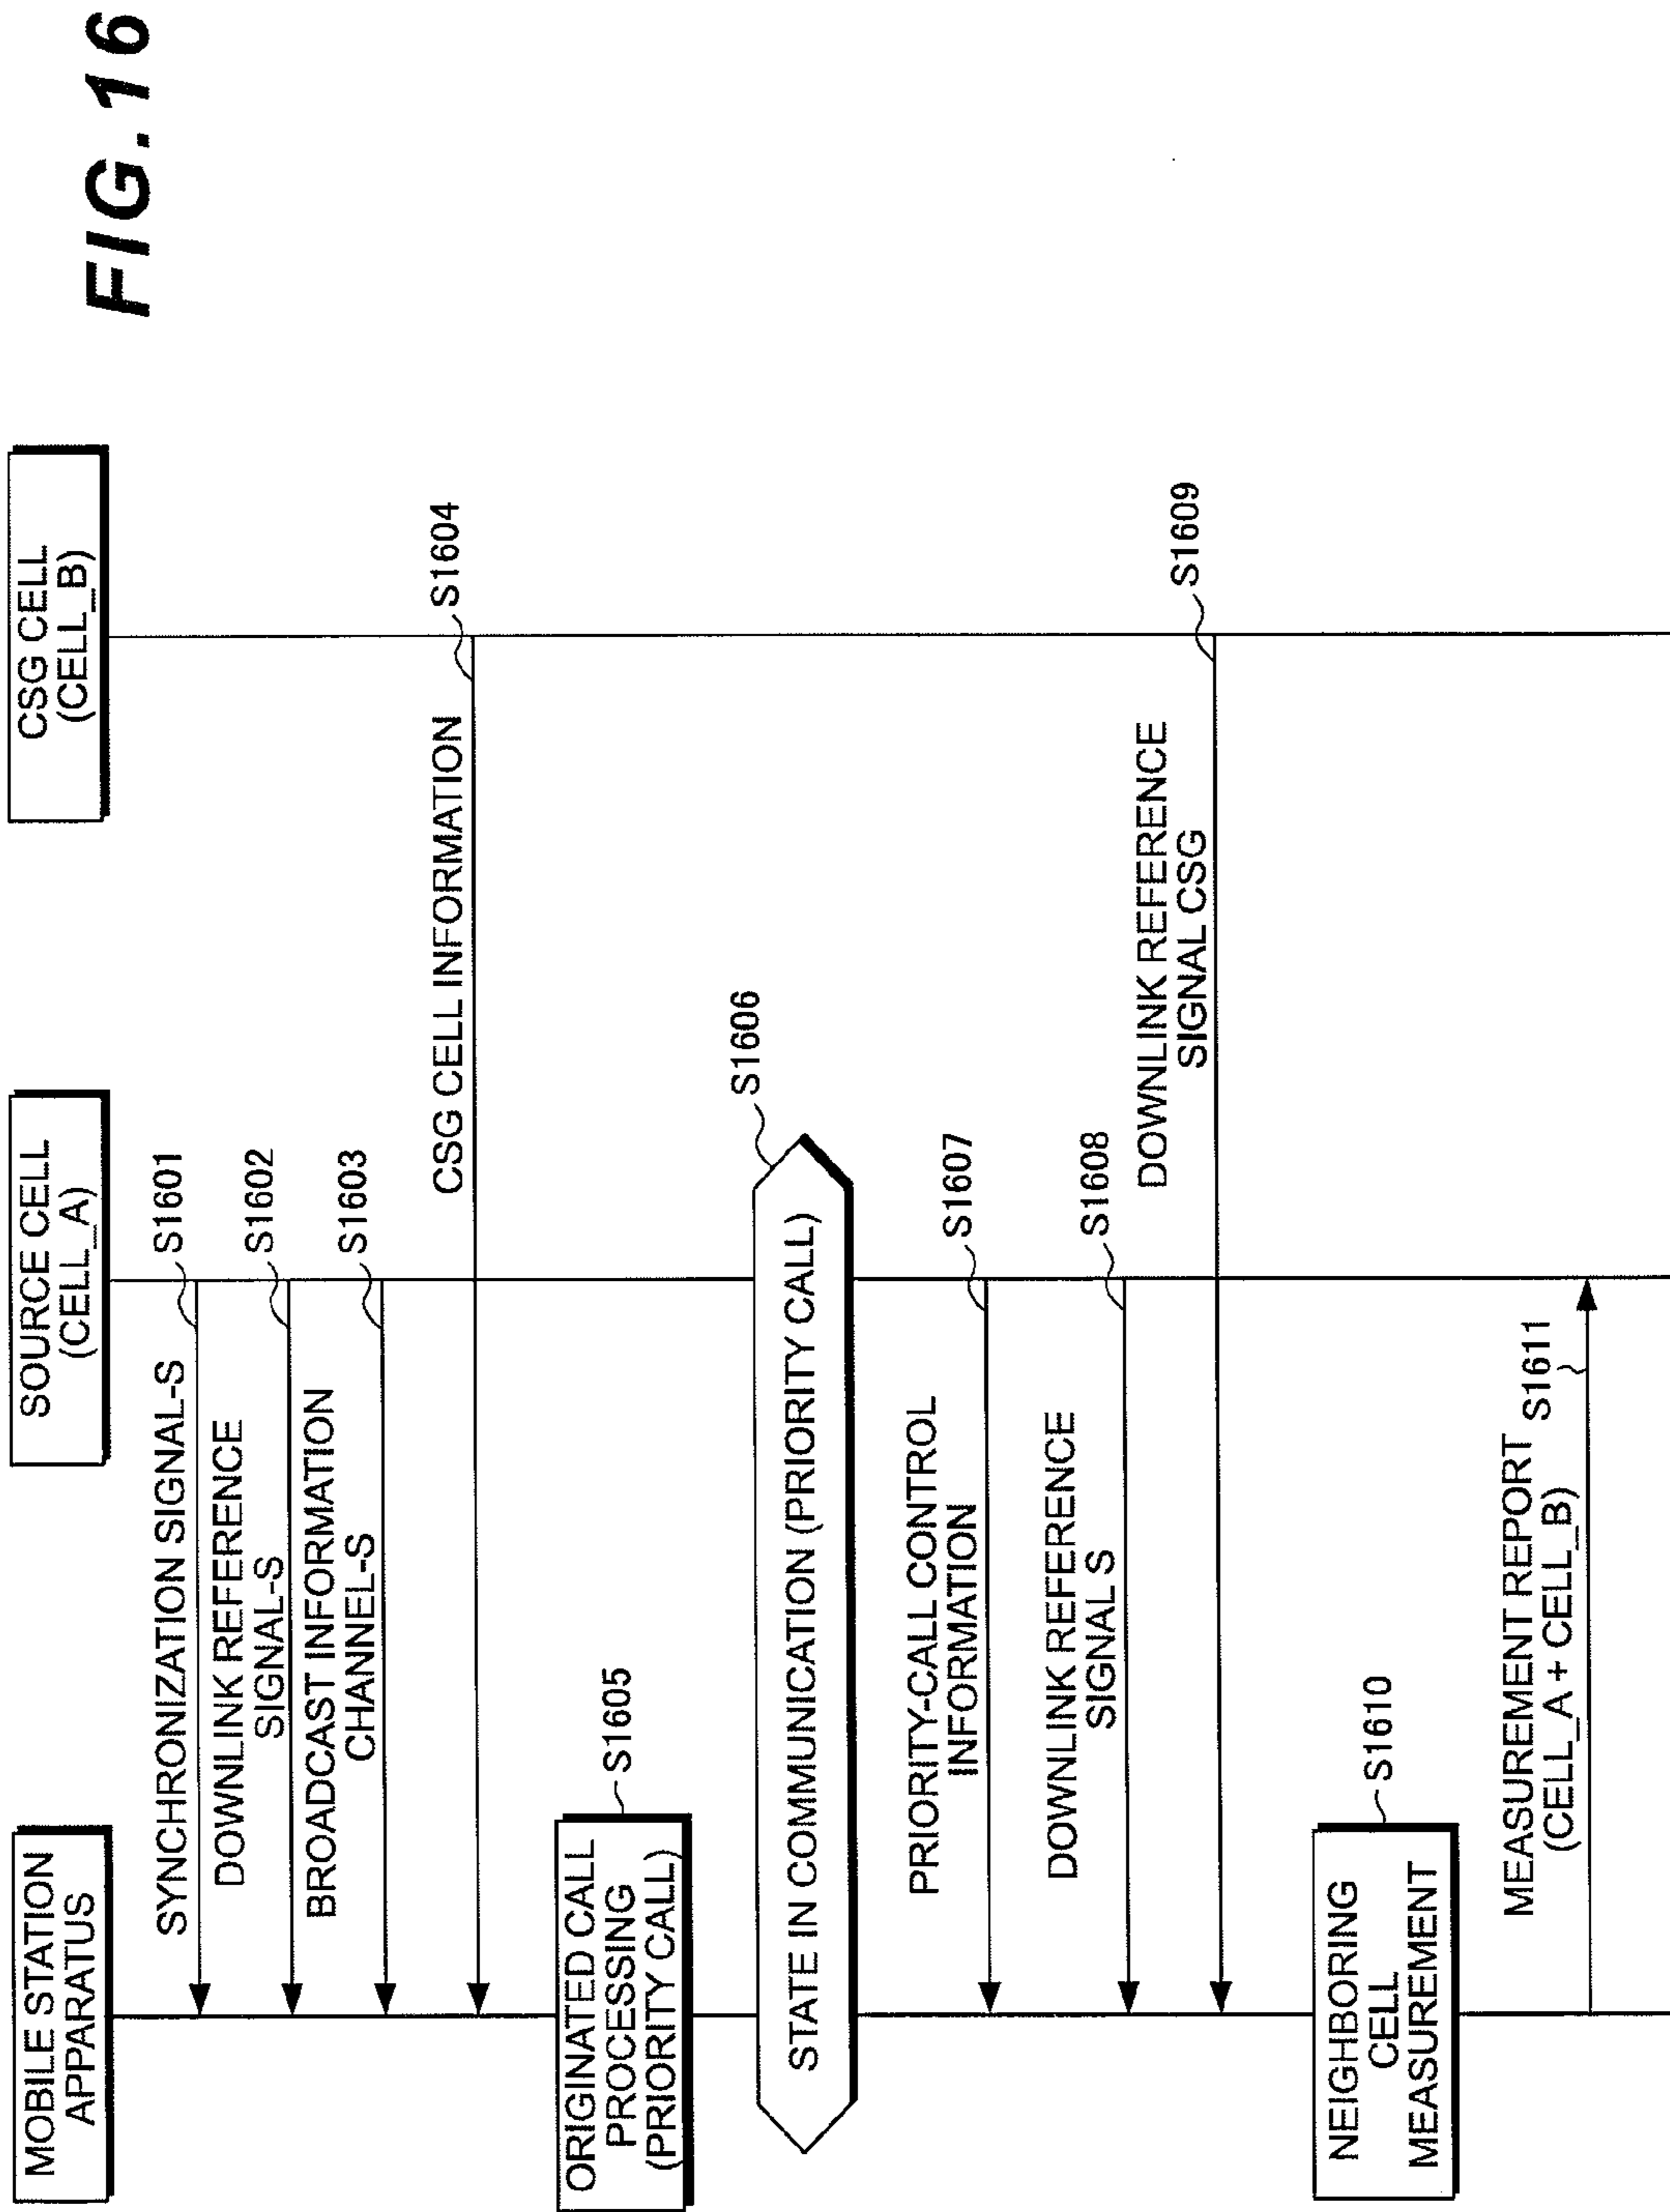 FIG.16
MOBILE STATION
APPARATUS
SOURCE CELL
(CELL_A)
CSG CELL
(CELL_B)
SYNCHRONIZATION SIGNAL-S
S1601
DOWNLINK REFERENCE
SIGNAL-S
S1602
BROADCAST INFORMATION
CHANNEL-S
S1603
CSG CELL INFORMATION
S1604
ORIGINATED CALL
PROCESSING
(PRIORITY CALL)
S1605
STATE IN COMMUNICATION (PRIORITY CALL)
S1606
PRIORITY-CALL CONTROL
INFORMATION
S1607
DOWNLINK REFERENCE
SIGNAL S
S1608
DOWNLINK REFERENCE
SIGNAL CSG
S1609
NEIGHBORING
CELL
MEASUREMENT
S1610
MEASUREMENT REPORT
(CELL_A + CELL_B)
S1611